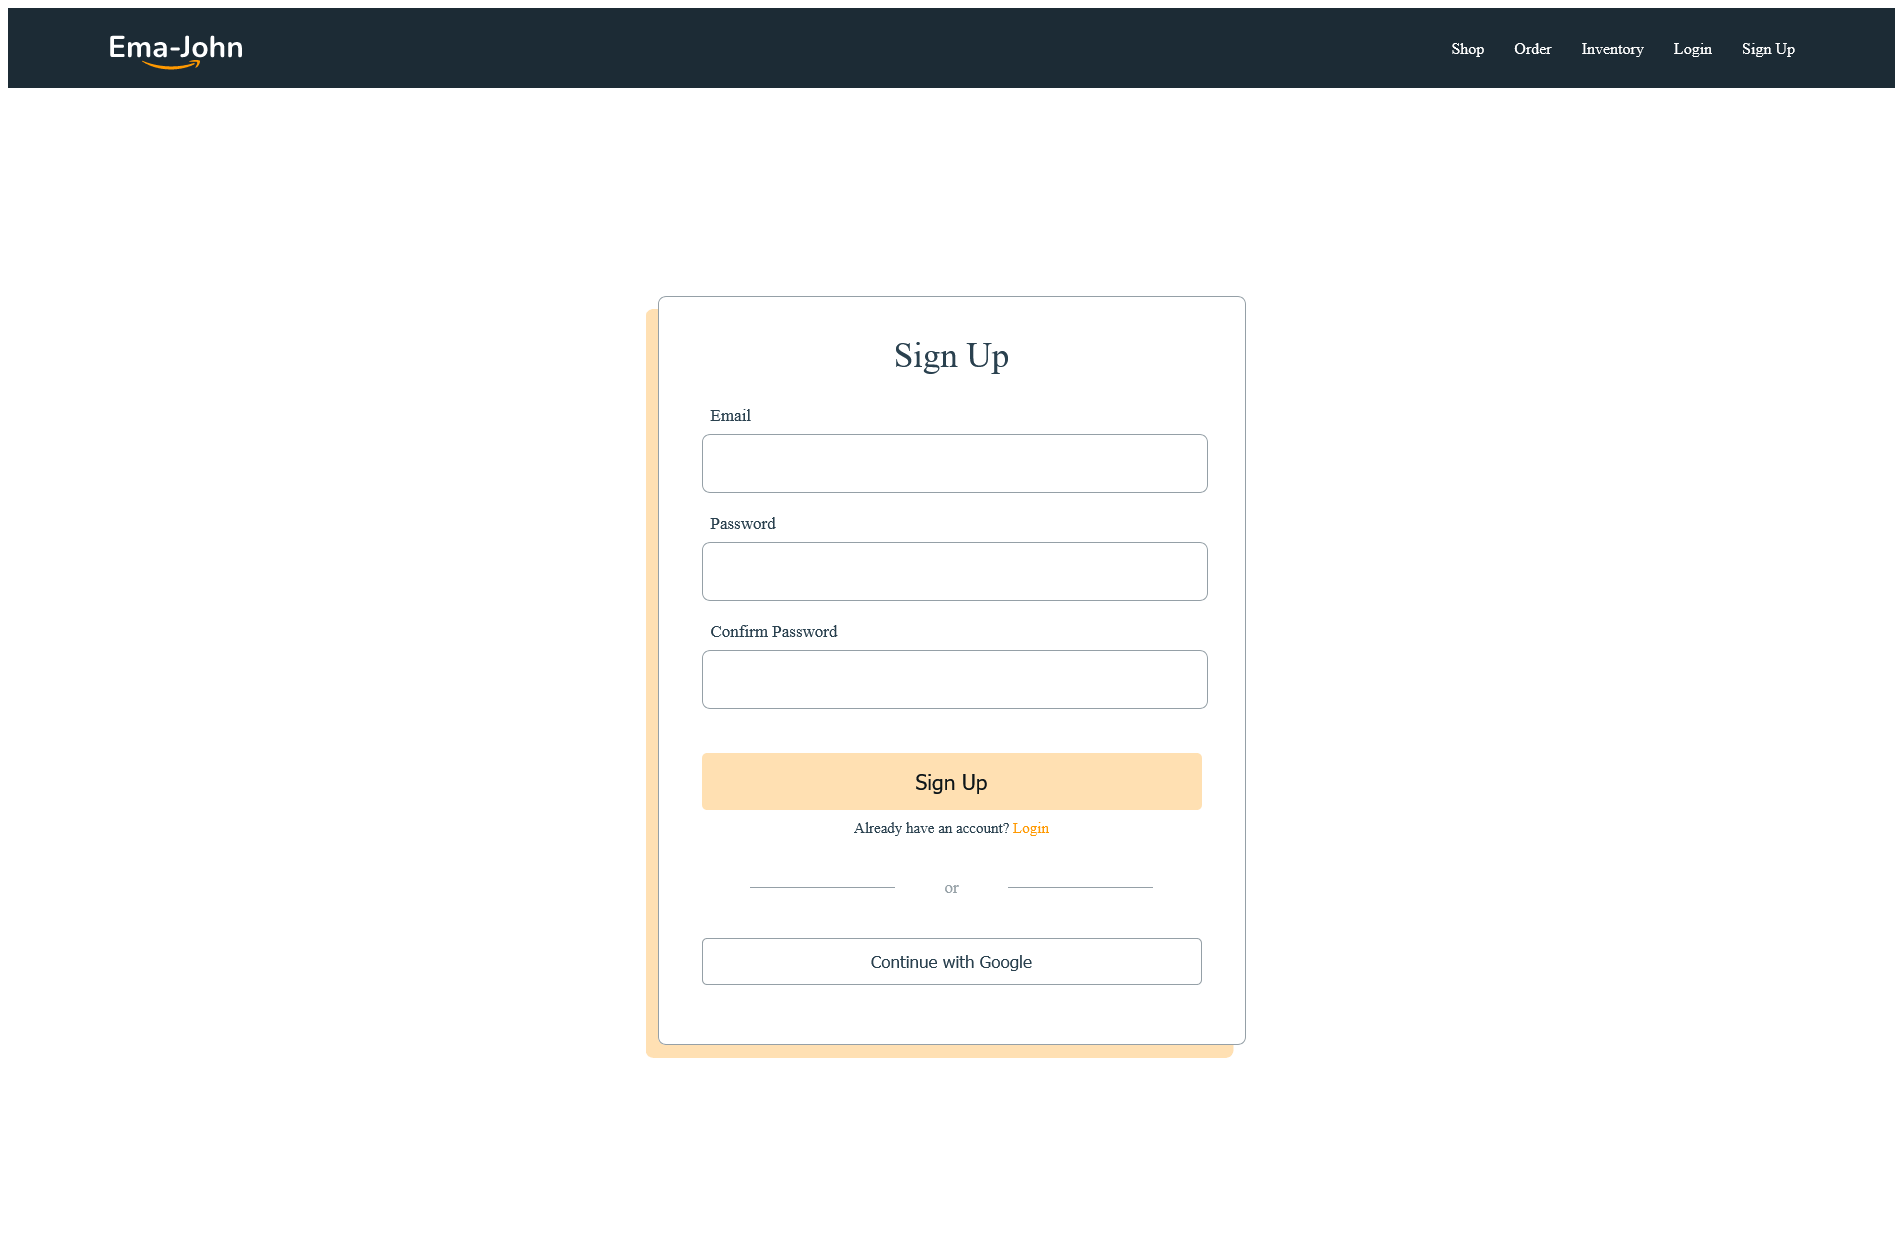 Ema-John
Shop Order Inventory Login Sign Up
Sign Up
Email
Password
Confirm Password
Sign Up
Already have an account? Login
or
Continue with Google